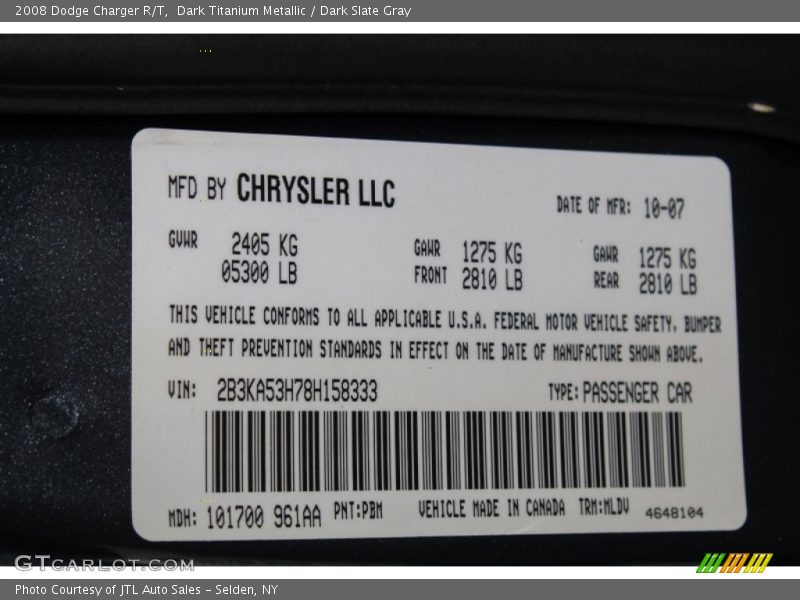 2008 Dodge Charger R/T,  Dark Titanium Metallic / Dark Slate Gray
MFD BY CHRYSLER LLC
DATE OF MFR: 10-07
GVWR 2405 KG GAWR 1275 KG GAWR 1275 KG
05300 LB FRONT 2810 LB REAR 2810 LB
THIS VEHICLE CONFORMS TO ALL APPLICABLE U.S.A. FEDERAL MOTOR VEHICLE SAFETY, BUMPER
AND THEFT PREVENTION STANDARDS IN EFFECT ON THE DATE OF MANUFACTURE SHOWN ABOVE.
VIN: 2B3KA53H78H158333 TYPE: PASSENGER CAR
MDH: 101700 961AA PNT:PBM VEHICLE MADE IN CANADA TRM:MLDV 4648104
GTCARLOT.COM
Photo Courtesy of JTL Auto Sales – Selden, NY